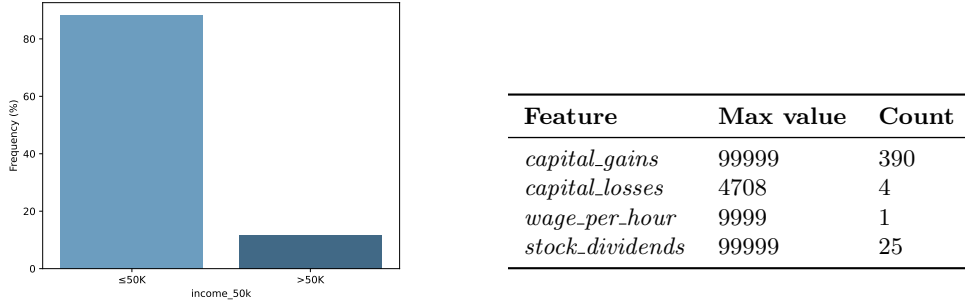 80
60
40
20
0
Frequency (%)
≤50K >50K
income_50k
Feature Max value Count
capital_gains 99999 390
capital_losses 4708 4
wage_per_hour 9999 1
stock_dividends 99999 25